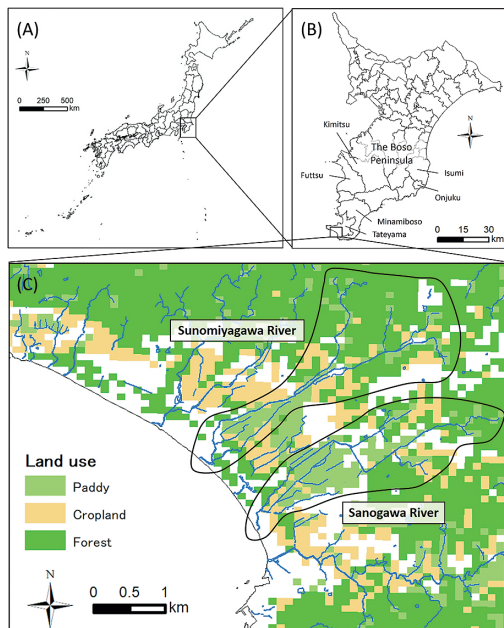 (A)
N
0 250 500
km
(B)
Kimitsu
The Boso
Peninsula
N
Futtsu
Isumi
Onjuku
Minamiboso
Tateyama
0 15 30
km
(C)
Sunomiyagawa River
Land use
Paddy
Cropland
Forest
Sanogawa River
N
0 0.5 1
km